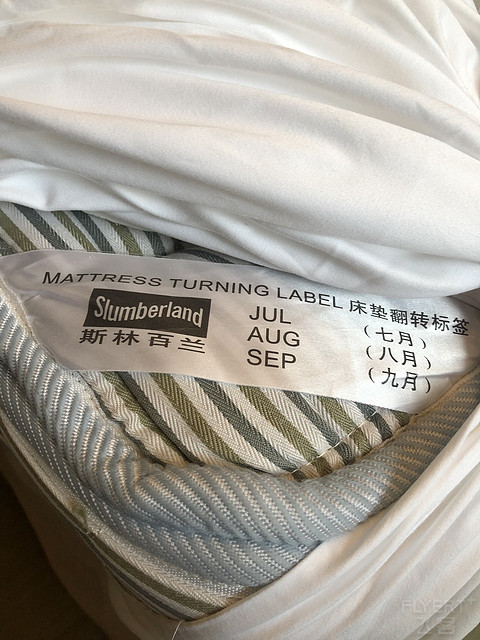 MATTRESS TURNING LABEL 床垫翻转标签
Slumberland
斯林百兰
JUL (七月)
AUG (八月)
SEP (九月)
FLYERT